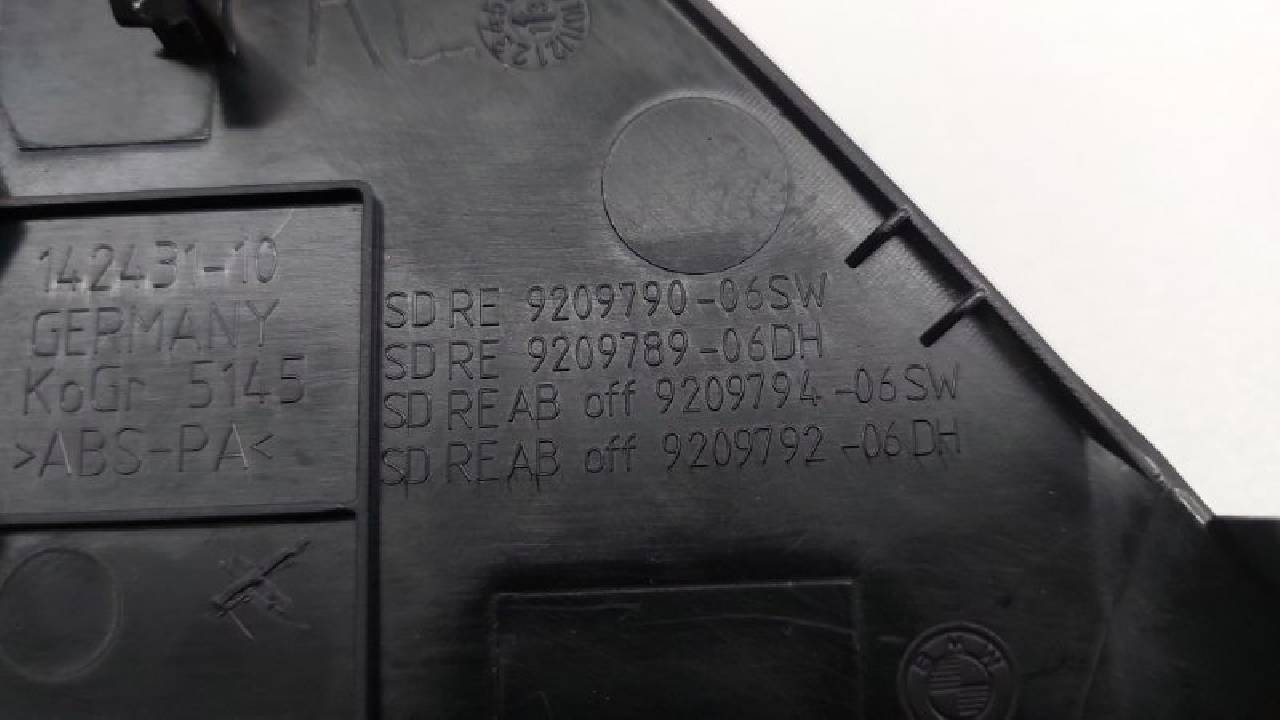 142431-10
GERMANY
KoGr 5145
>ABS-PA<
SD RE 9209790-06SW
SD RE 9209789-06DH
SD RE AB off 9209794-06SW
SD RE AB off 9209792-06DH
BMW